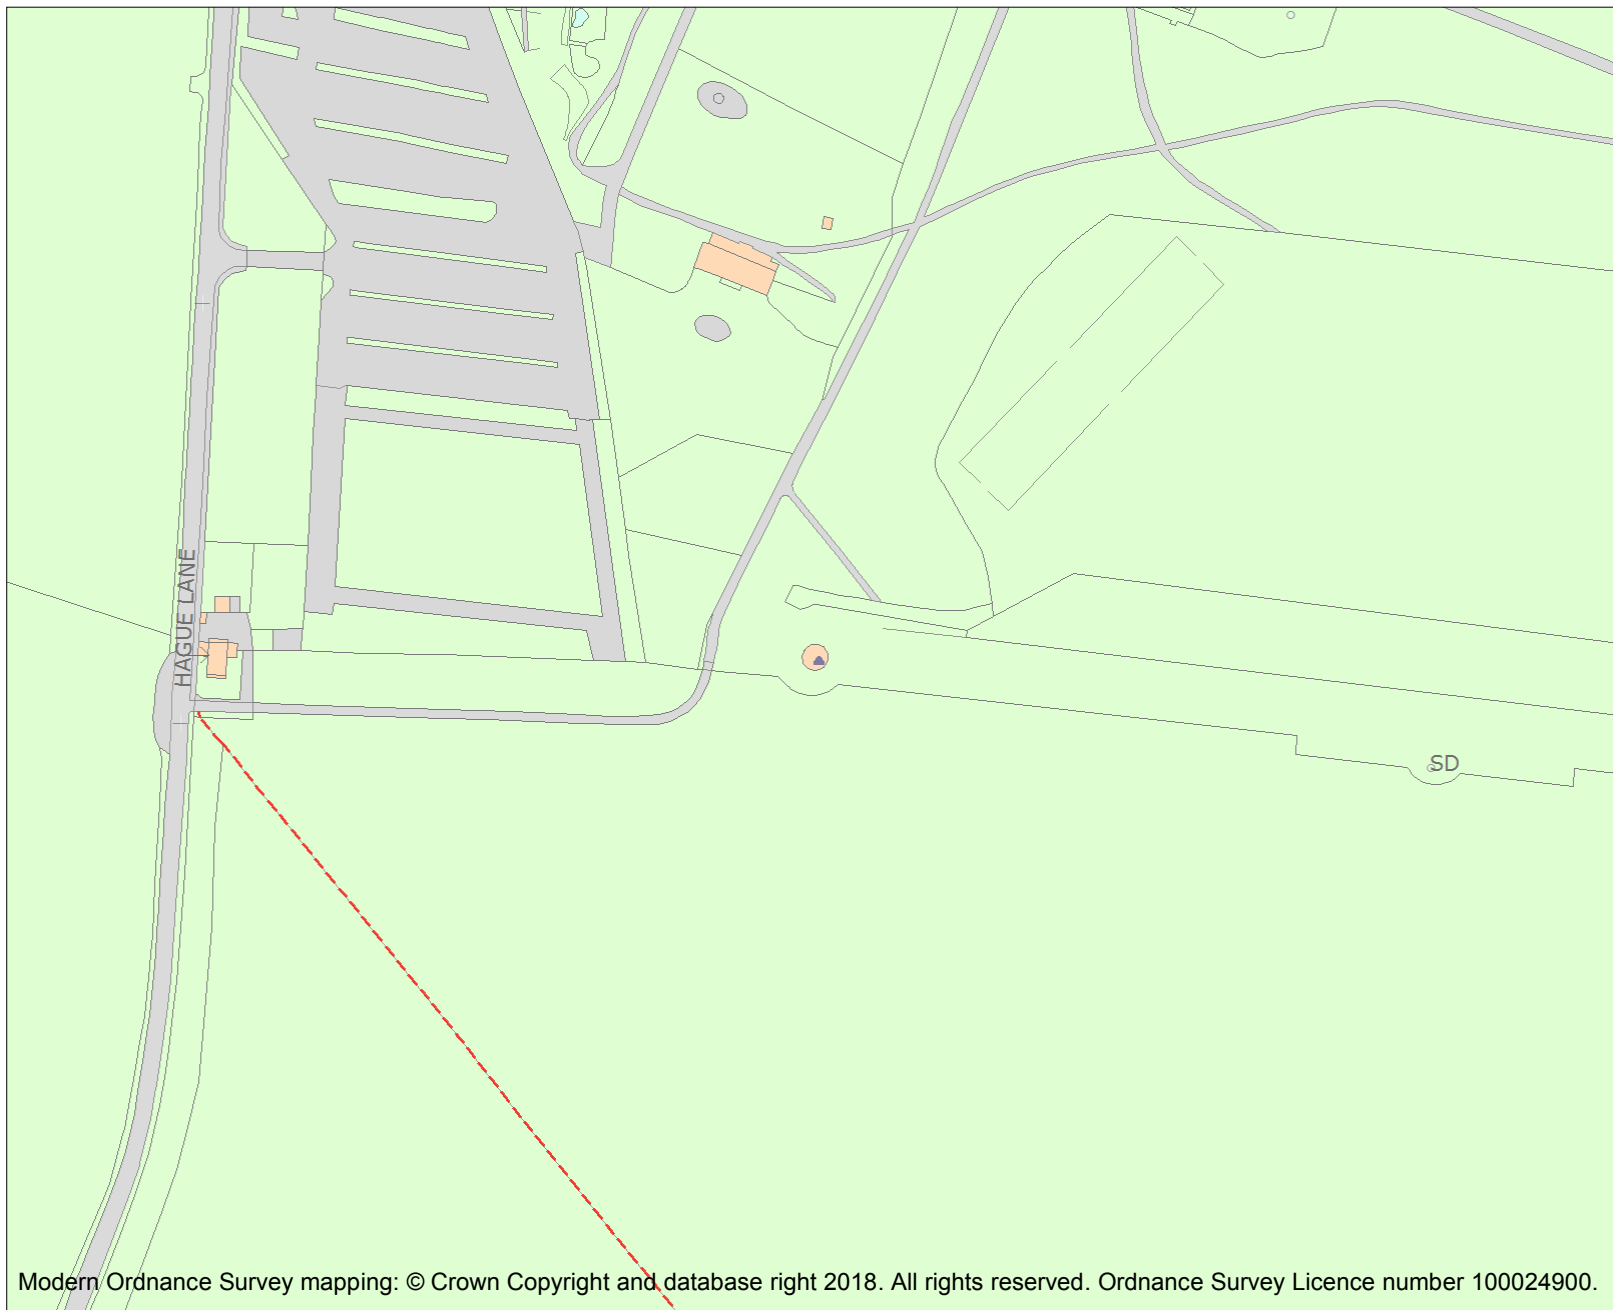 HAGUE LANE
SD
Modern Ordnance Survey mapping: © Crown Copyright and database right 2018. All rights reserved. Ordnance Survey Licence number 100024900.